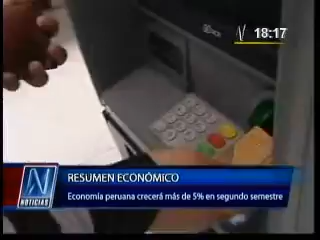 N 18:17
RESUMEN ECONÓMICO
Economía peruana crecerá más de 5% en segundo semestre
N
NOTICIAS